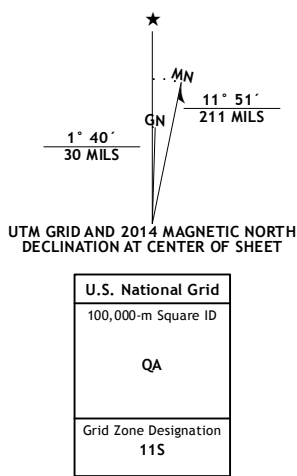 ★
MN
GN
11° 51´
211 MILS
1° 40´
30 MILS
UTM GRID AND 2014 MAGNETIC NORTH
DECLINATION AT CENTER OF SHEET
U.S. National Grid
100,000-m Square ID
QA
Grid Zone Designation
11S